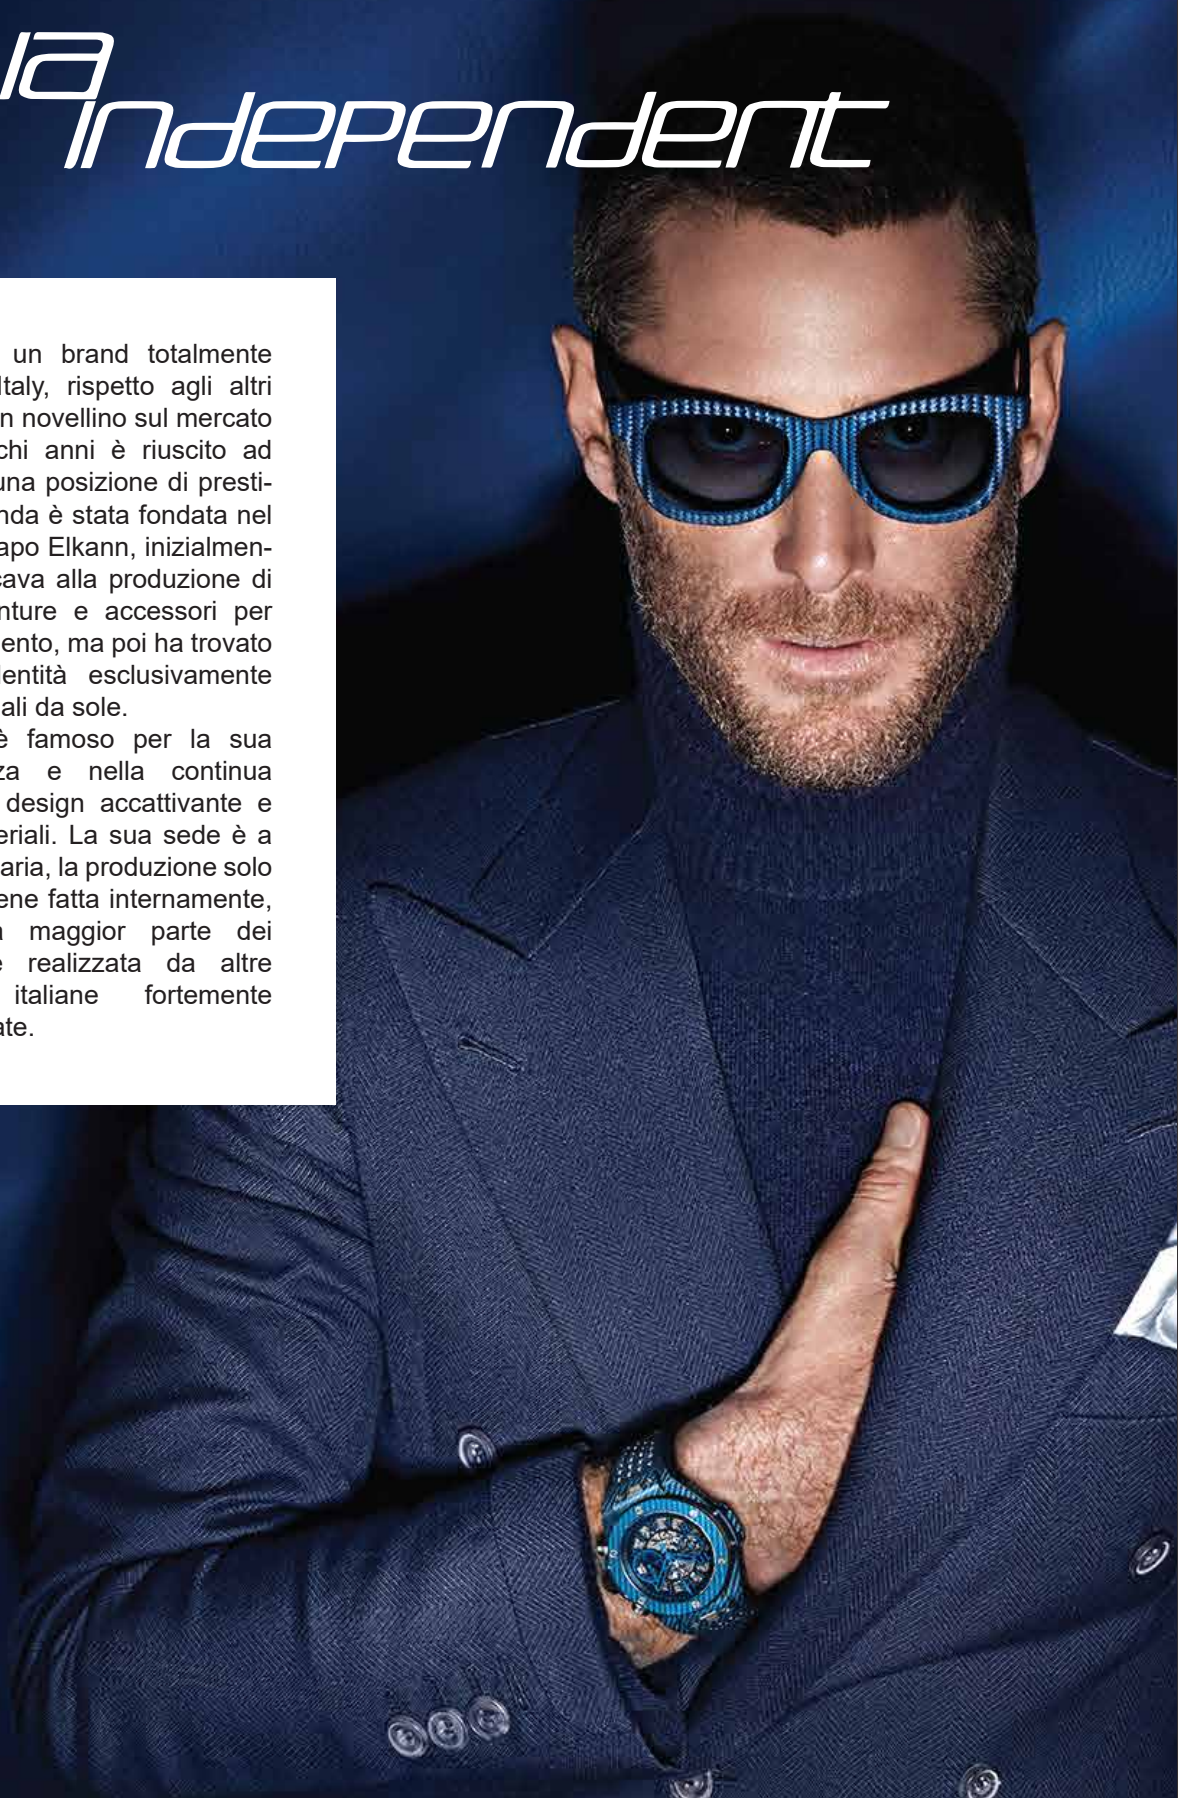 la
independent
un brand totalmente
Italy, rispetto agli altri
n novellino sul mercato
chi anni è riuscito ad
una posizione di presti-
nda è stata fondata nel
apo Elkann, inizialmen-
cava alla produzione di
nture e accessori per
ento, ma poi ha trovato
dentità esclusivamente
ali da sole.
è famoso per la sua
za e nella continua
design accattivante e
eriali. La sua sede è a
aria, la produzione solo
ene fatta internamente,
a maggior parte dei
e realizzata da altre
italiane fortemente
ate.